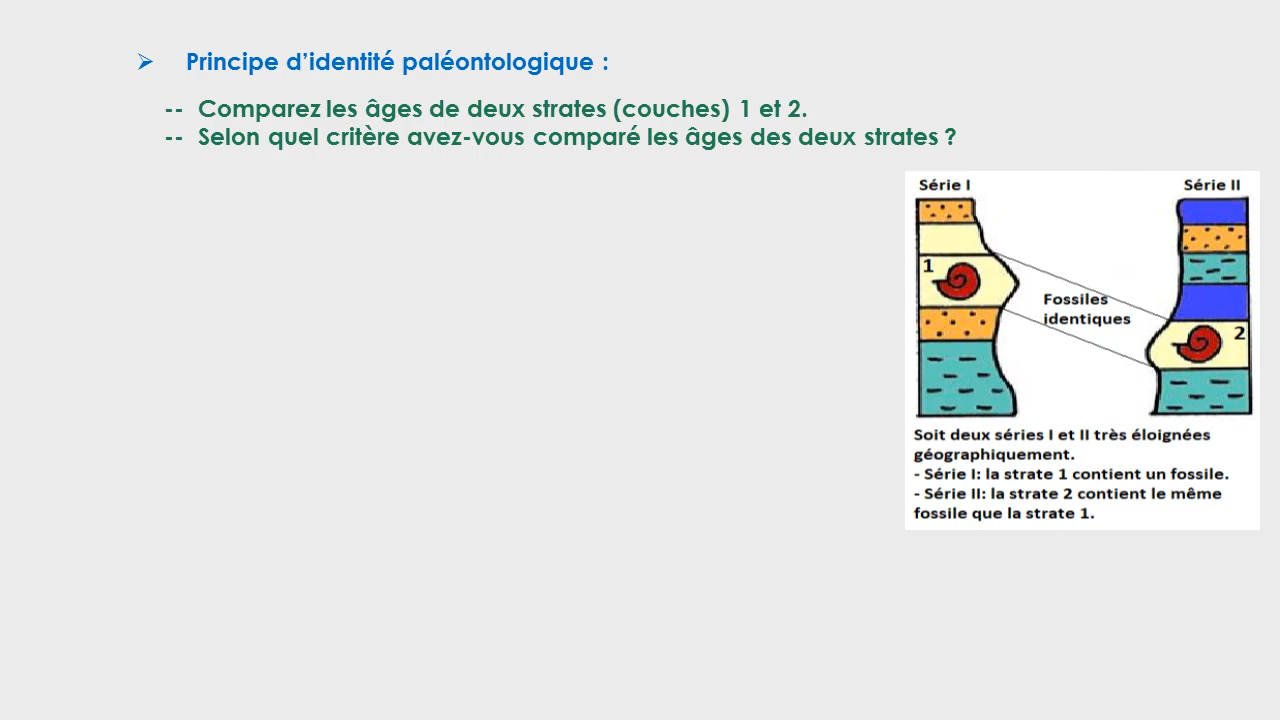 ➢ Principe d’identité paléontologique :
-- Comparez les âges de deux strates (couches) 1 et 2.
-- Selon quel critère avez-vous comparé les âges des deux strates ?
Série I
Série II
1
Fossiles
identiques
2
Soit deux séries I et II très éloignées
géographiquement.
- Série I: la strate 1 contient un fossile.
- Série II: la strate 2 contient le même
fossile que la strate 1.